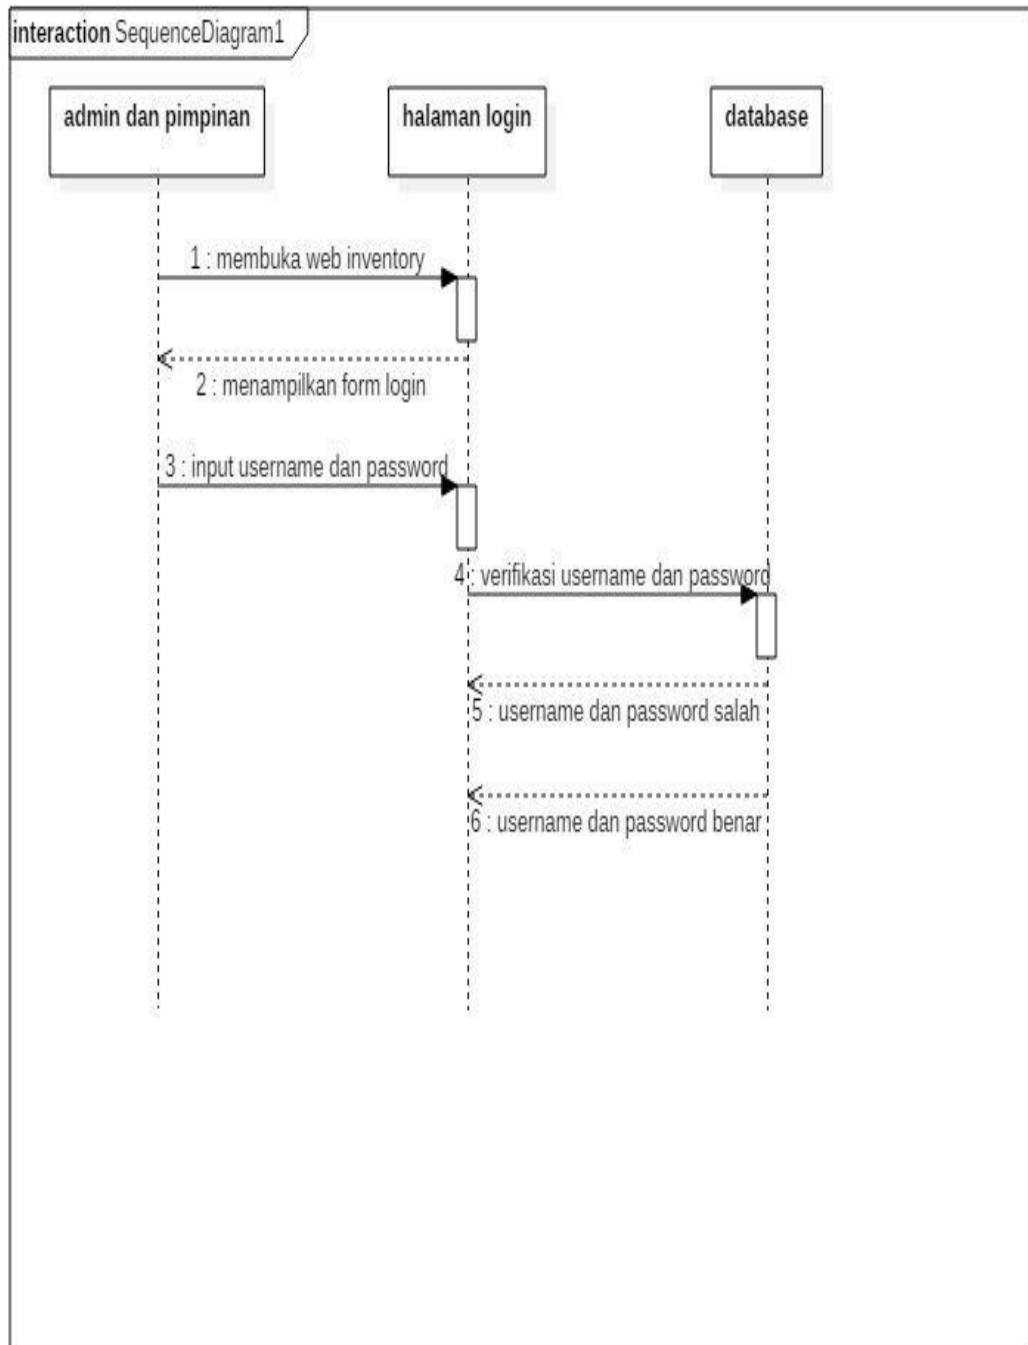 interaction SequenceDiagram1
admin dan pimpinan
halaman login
database
1 : membuka web inventory
2 : menampilkan form login
3 : input username dan password
4 : verifikasi username dan password
5 : username dan password salah
6 : username dan password benar